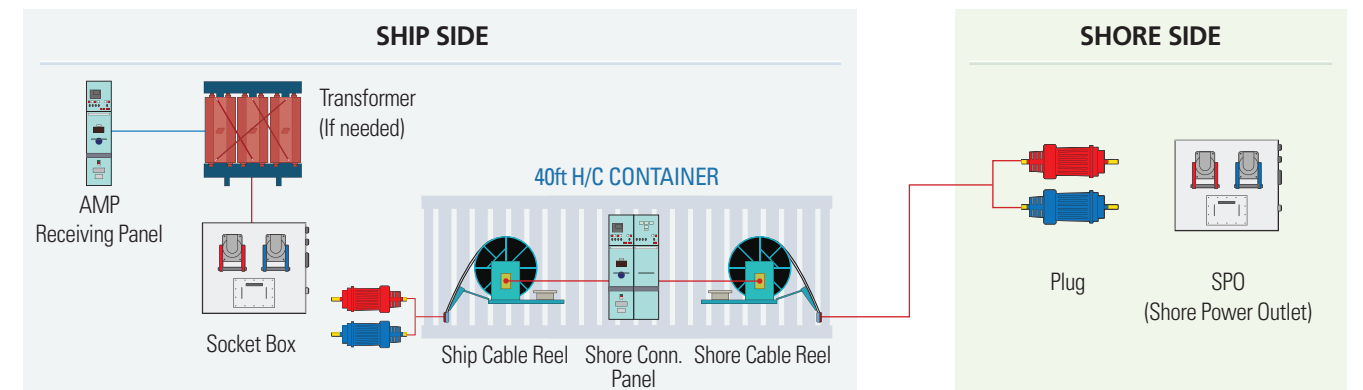 SHIP SIDE
SHORE SIDE
Transformer
(If needed)
40ft H/C CONTAINER
AMP
Receiving Panel
Socket Box
Ship Cable Reel
Shore Conn.
Panel
Shore Cable Reel
Plug
SPO
(Shore Power Outlet)